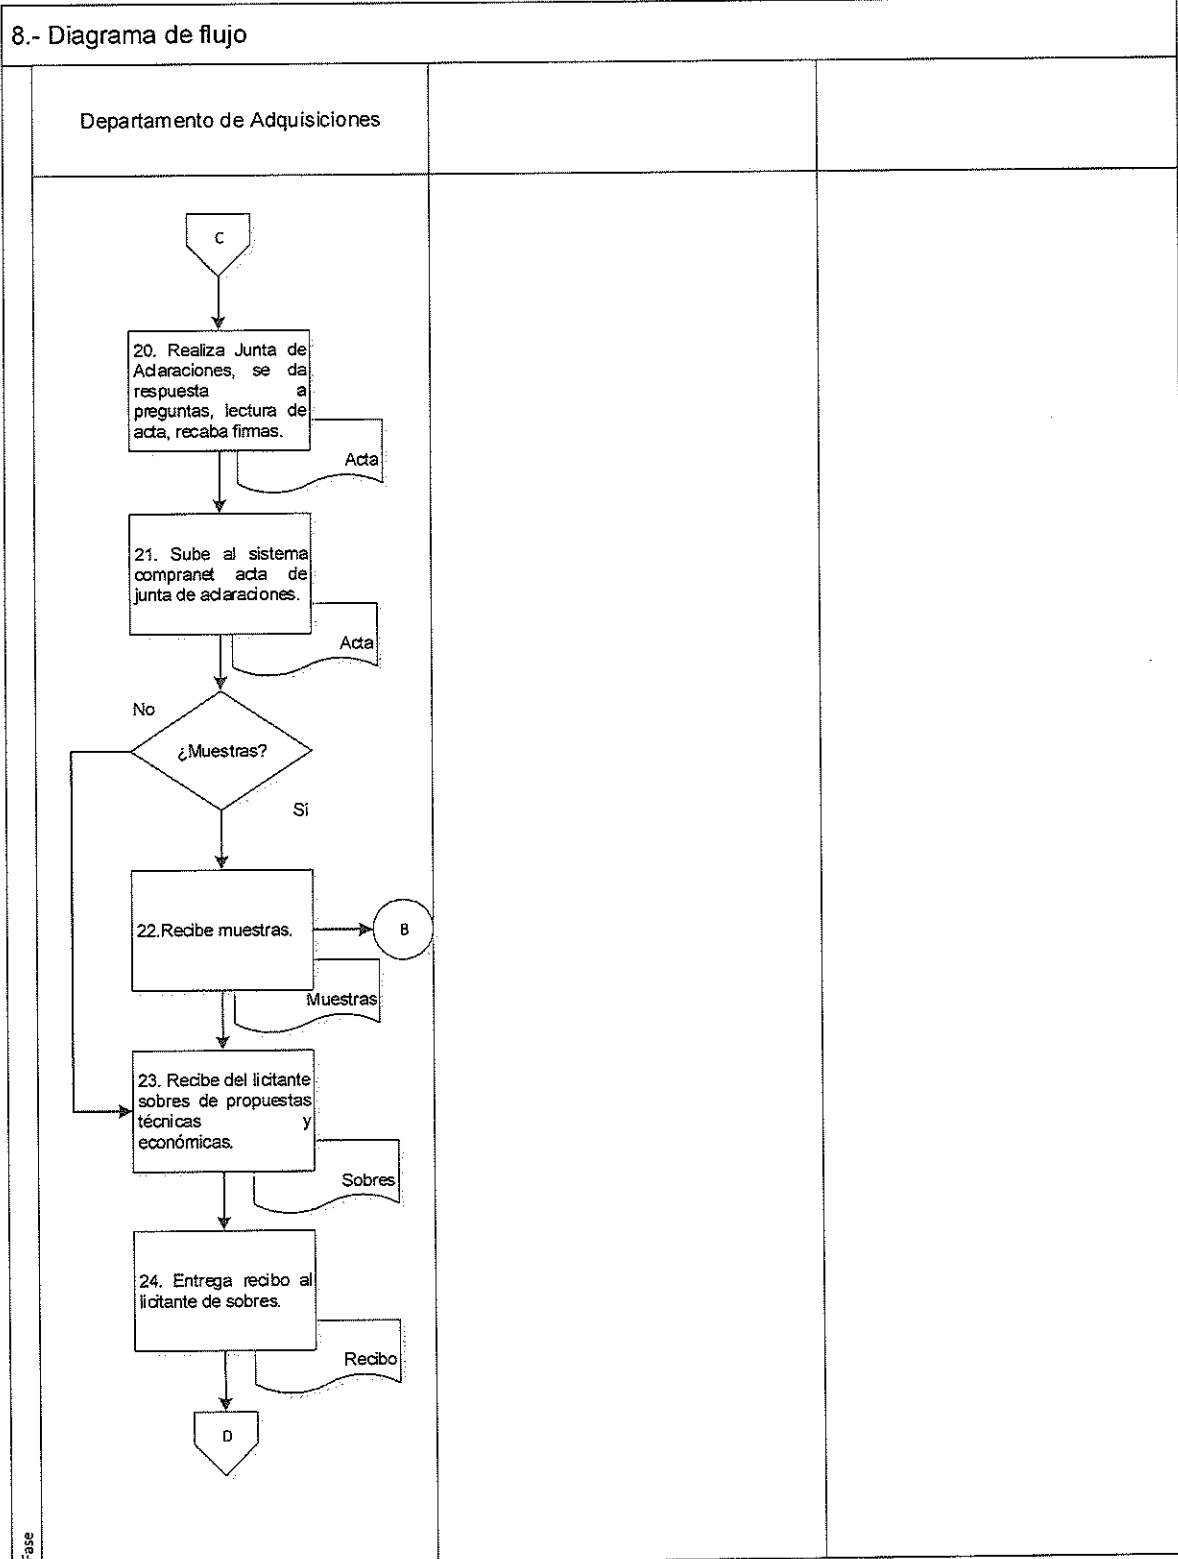 8.- Diagrama de flujo
Departamento de Adquisiciones
C
20. Realiza Junta de
Aclaraciones, se da
respuesta a
preguntas, lectura de
acta, recaba firmas.
Acta
21. Sube al sistema
compranet acta de
junta de aclaraciones.
Acta
No
¿Muestras?
Sí
22.Recibe muestras.
B
Muestras
23. Recibe del licitante
sobres de propuestas
técnicas y
económicas.
Sobres
24. Entrega recibo al
licitante de sobres.
Recibo
D
Fase